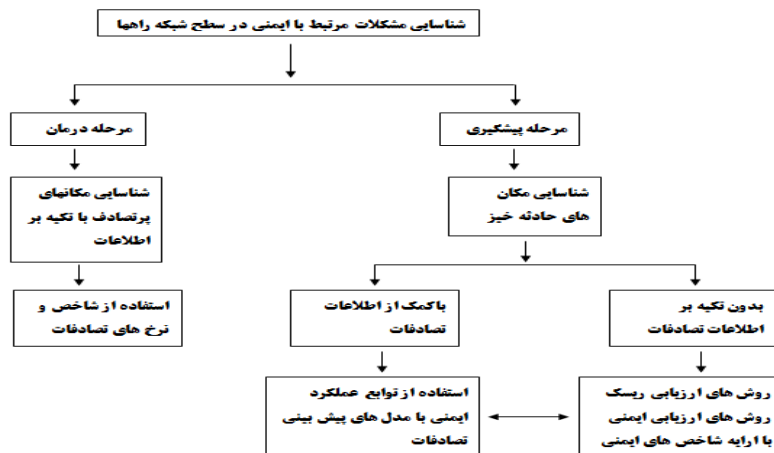 شناسایی مشکلات مرتبط با ایمنی در سطح شبکه راهها
مرحله پیشگیری
مرحله درمان
شناسایی مکان
های حادثه خیز
شناسایی مکانهای
پرتصادف با تکیه بر
اطلاعات
بدون تکیه بر
اطلاعات تصادفات
باکمک از اطلاعات
تصادفات
استفاده از شاخص و
نرخ های تصادفات
روش های ارزیابی ریسک
روش های ارزیابی ایمنی
با ارایه شاخص های ایمنی
استفاده از توابع عملکرد
ایمنی با مدل های پیش بینی
تصادفات